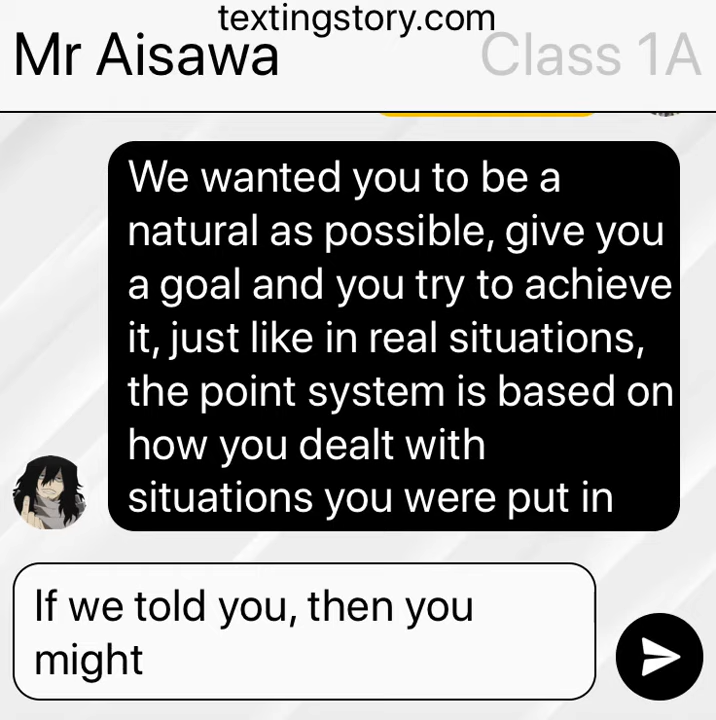 textingstory.com
Mr Aisawa
Class 1A
We wanted you to be a
natural as possible, give you
a goal and you try to achieve
it, just like in real situations,
the point system is based on
how you dealt with
situations you were put in
If we told you, then you
might